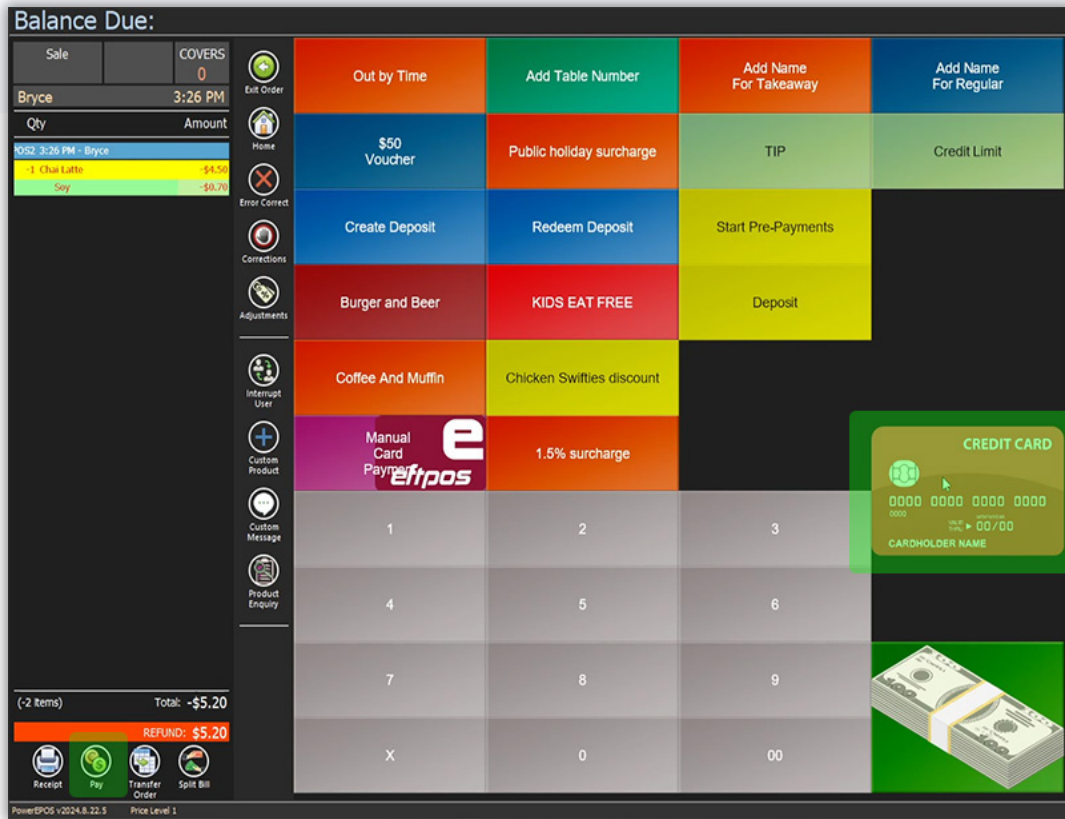 Balance Due:
Sale
COVERS
0
Bryce 3:26 PM
Qty Amount
POS2 3:26 PM - Bryce
-1 Chai Latte -$4.50
Soy -$0.70
(-2 items) Total: -$5.20
REFUND: $5.20
Receipt
Pay
Transfer
Order
Split Bill
PowerEPOS v2024.8.22.5 Price Level 1
Exit Order
Home
Error Correct
Corrections
Adjustments
Interrupt
User
Custom
Product
Custom
Message
Product
Enquiry
Out by Time
Add Table Number
Add Name
For Takeaway
Add Name
For Regular
$50
Voucher
Public holiday surcharge
TIP
Credit Limit
Create Deposit
Redeem Deposit
Start Pre-Payments
Burger and Beer
KIDS EAT FREE
Deposit
Coffee And Muffin
Chicken Swifties discount
Manual
Card
Payment
e
eftpos
1.5% surcharge
CREDIT CARD
0000 0000 0000 0000
0000
00/00
CARDHOLDER NAME
1 2 3
4 5 6
7 8 9
X 0 00
100
100